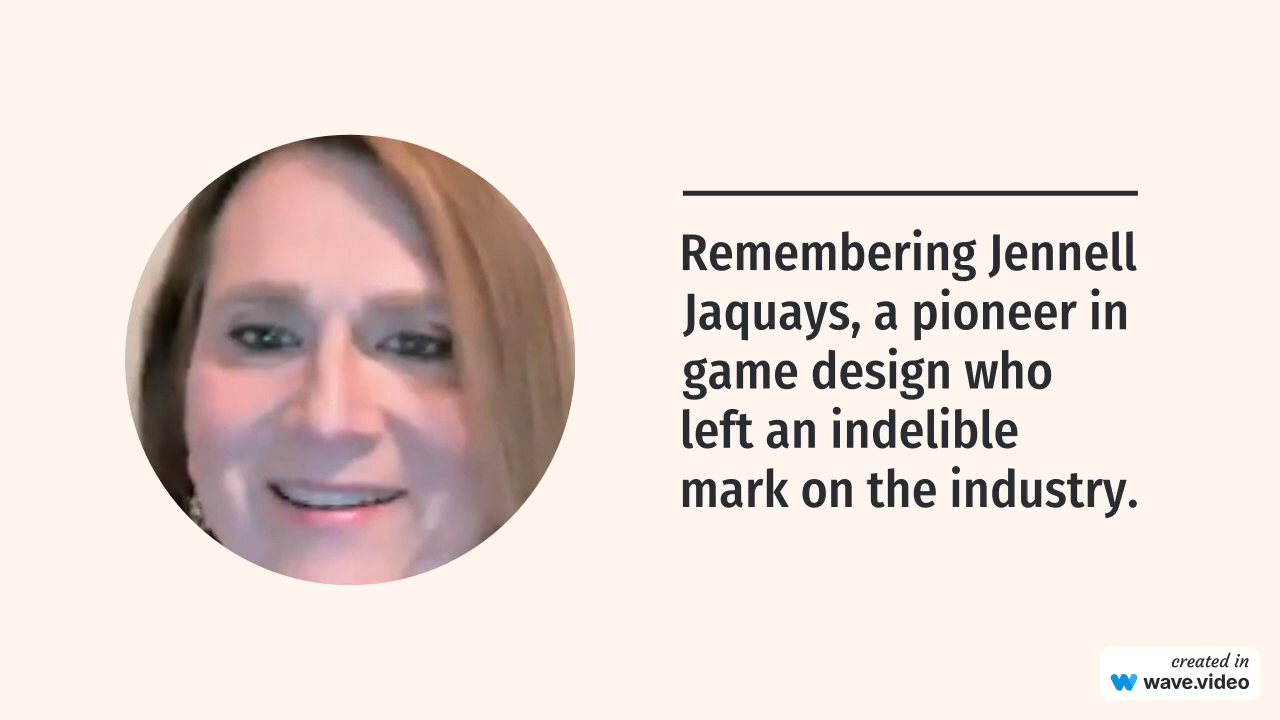 Remembering Jennell
Jaquays, a pioneer in
game design who
left an indelible
mark on the industry.
created in
wave.video